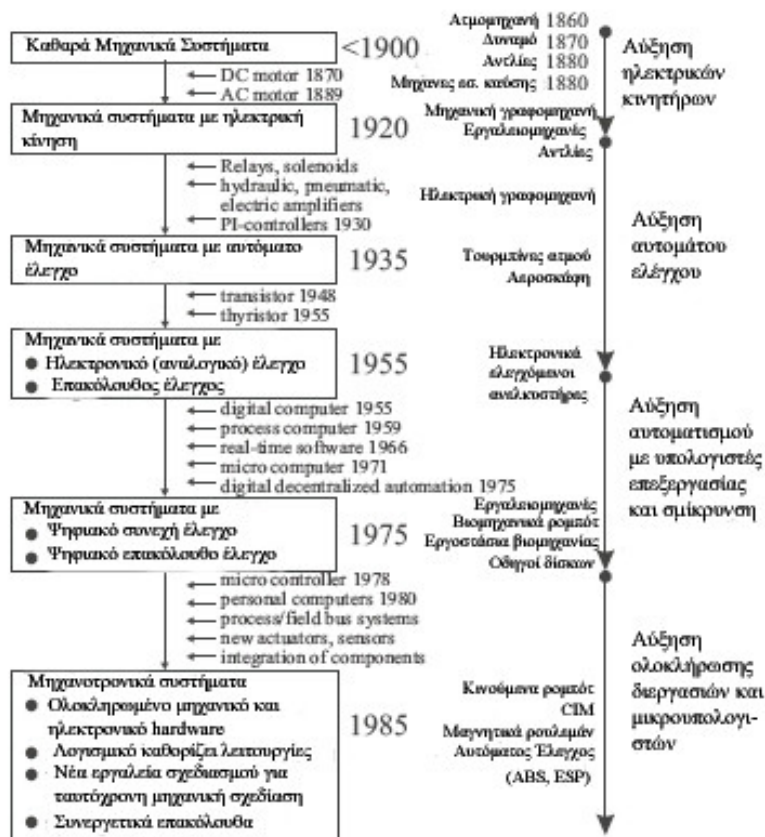 Καθαρά Μηχανικά Συστήματα
<1900
Ατμομηχανή 1860
Δυναμό 1870
Αντλίες 1880
Μηχανες εσ. καύσης 1880
Αύξηση
ηλεκτρικών
κινητήρων
DC motor 1870
AC motor 1889
Μηχανικά συστήματα με ηλεκτρική
κίνηση
1920
Μηχανική γραφομηχανή
Εργαλειομηχανές
Αντλίες
Relays, solenoids
hydraulic, pneumatic,
electric amplifiers
PI-controllers 1930
Ηλεκτρική γραφομηχανή
Αύξηση
αυτομάτου
ελέγχου
Μηχανικά συστήματα με αυτόματο
έλεγχο
1935
Τουρμπίνες ατμού
Αεροσκάφη
transistor 1948
thyristor 1955
Μηχανικά συστήματα με
Ηλεκτρονικό (αναλογικό) έλεγχο
Επακόλουθος έλεγχος
1955
Ηλεκτρονικά
ελεγχόμενοι
ανελκυστήρες
digital computer 1955
process computer 1959
real-time software 1966
micro computer 1971
digital decentralized automation 1975
Αύξηση
αυτοματισμού
με υπολογιστές
επεξεργασίας
και σμίκρυνση
Μηχανικά συστήματα με
Ψηφιακό συνεχή έλεγχο
Ψηφιακό επακόλουθο έλεγχο
1975
Εργαλειομηχανές
Βιομηχανικά ρομπότ
Εργοστάσια βιομηχανίας
Οδηγοί δίσκων
micro controller 1978
personal computers 1980
process/field bus systems
new actuators, sensors
integration of components
Αύξηση
ολοκλήρωσης
διεργασιών και
μικρουπολογι-
στών
Μηχανοτρονικά συστήματα
Ολοκληρωμένο μηχανικό και
ηλεκτρονικό hardware
Λογισμικό καθορίζει λειτουργίες
Νέα εργαλεία σχεδιασμού για
ταυτόχρονη μηχανική σχεδίαση
Συνεργετικά επακόλουθα
1985
Κινούμενα ρομπότ
CIM
Μαγνητικά ρουλεμάν
Αυτόματος Έλεγχος
(ABS, ESP)